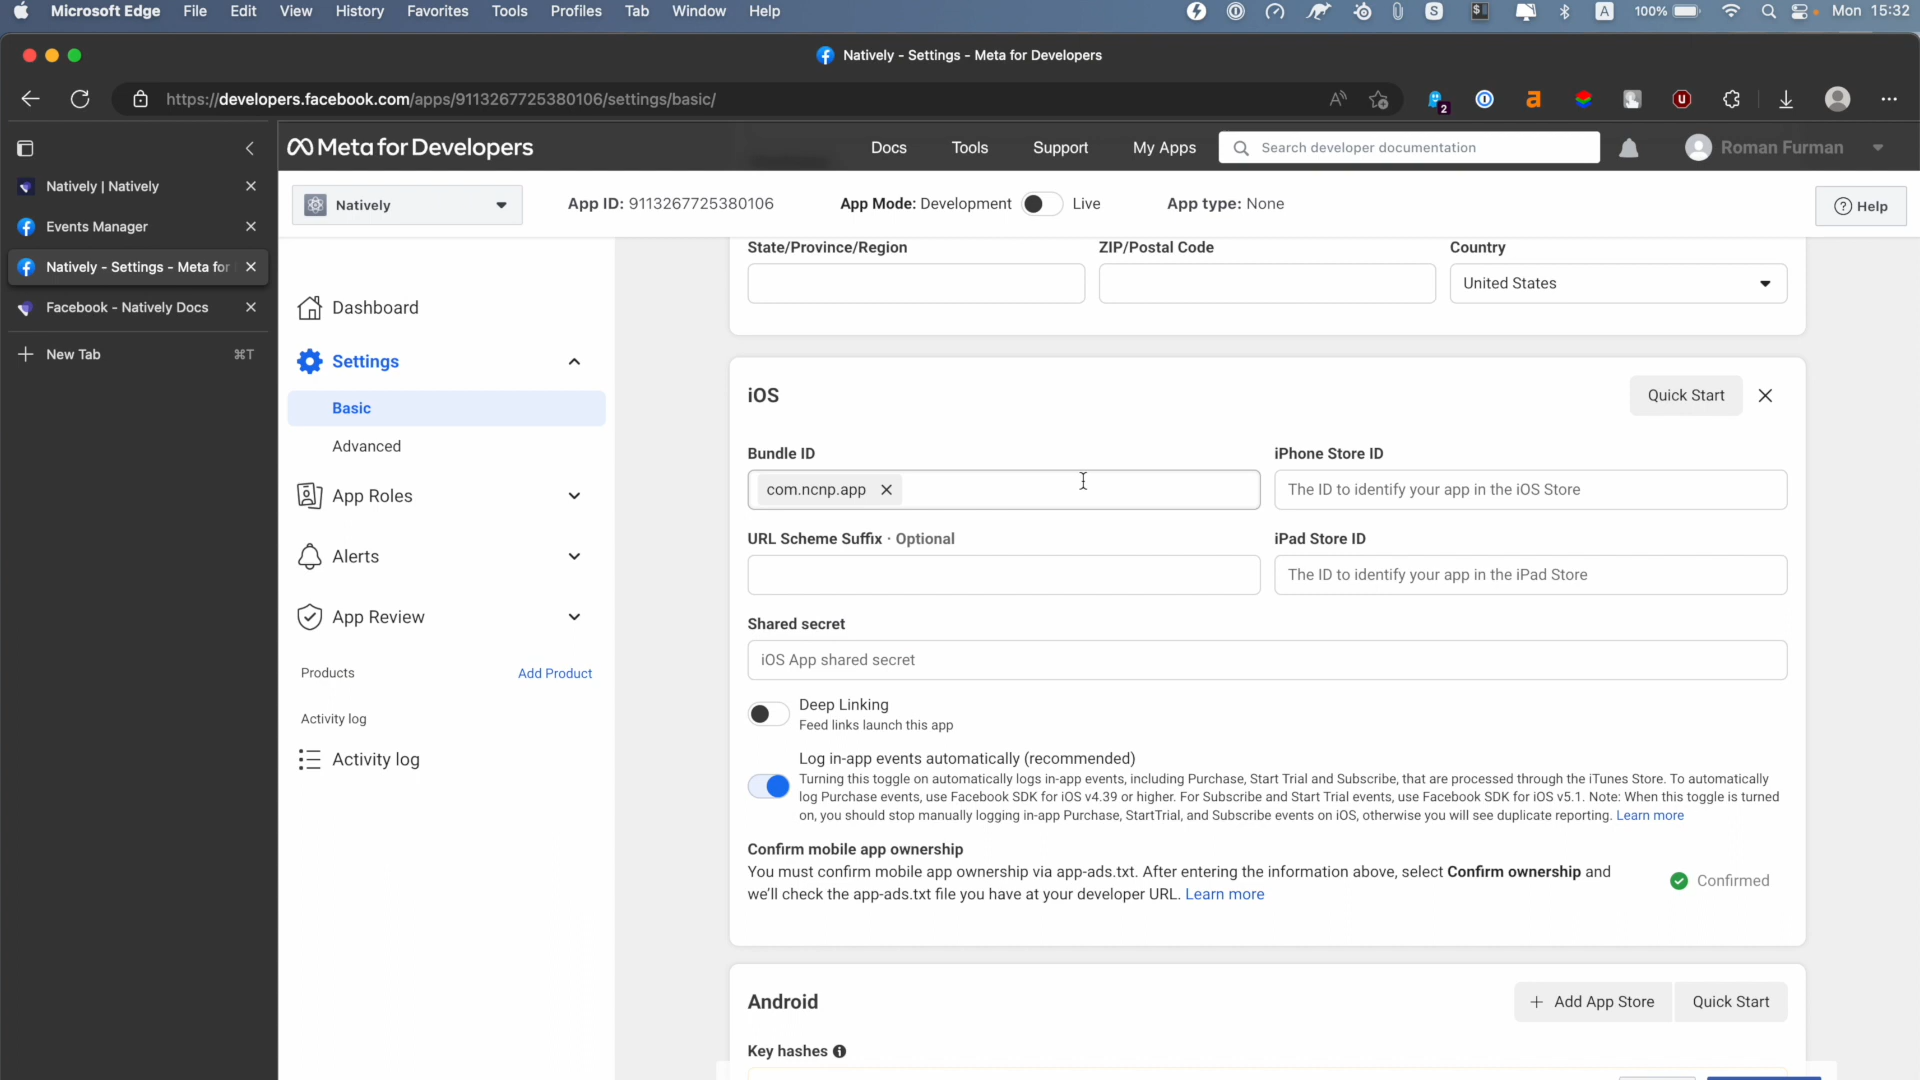 Microsoft Edge File Edit View History Favorites Tools Profiles Tab Window Help S $ A 100% Mon 15:32
Natively - Settings - Meta for Developers
https://developers.facebook.com/apps/9113267725380106/settings/basic/ 2
Meta for Developers Docs Tools Support My Apps Search developer documentation Roman Furman
Natively | Natively
Events Manager
Natively - Settings - Meta for
Facebook - Natively Docs
New Tab ⌘T
Natively App ID: 9113267725380106 App Mode: Development Live App type: None Help
Dashboard
Settings
Basic
Advanced
App Roles
Alerts
App Review
Products Add Product
Activity log
Activity log
State/Province/Region ZIP/Postal Code Country
United States
iOS Quick Start
Bundle ID iPhone Store ID
com.ncnp.app The ID to identify your app in the iOS Store
URL Scheme Suffix · Optional iPad Store ID
The ID to identify your app in the iPad Store
Shared secret
iOS App shared secret
Deep Linking
Feed links launch this app
Log in-app events automatically (recommended)
Turning this toggle on automatically logs in-app events, including Purchase, Start Trial and Subscribe, that are processed through the iTunes Store. To automatically
log Purchase events, use Facebook SDK for iOS v4.39 or higher. For Subscribe and Start Trial events, use Facebook SDK for iOS v5.1. Note: When this toggle is turned
on, you should stop manually logging in-app Purchase, StartTrial, and Subscribe events on iOS, otherwise you will see duplicate reporting. Learn more
Confirm mobile app ownership
You must confirm mobile app ownership via app-ads.txt. After entering the information above, select Confirm ownership and
we'll check the app-ads.txt file you have at your developer URL. Learn more
Confirmed
Android + Add App Store Quick Start
Key hashes